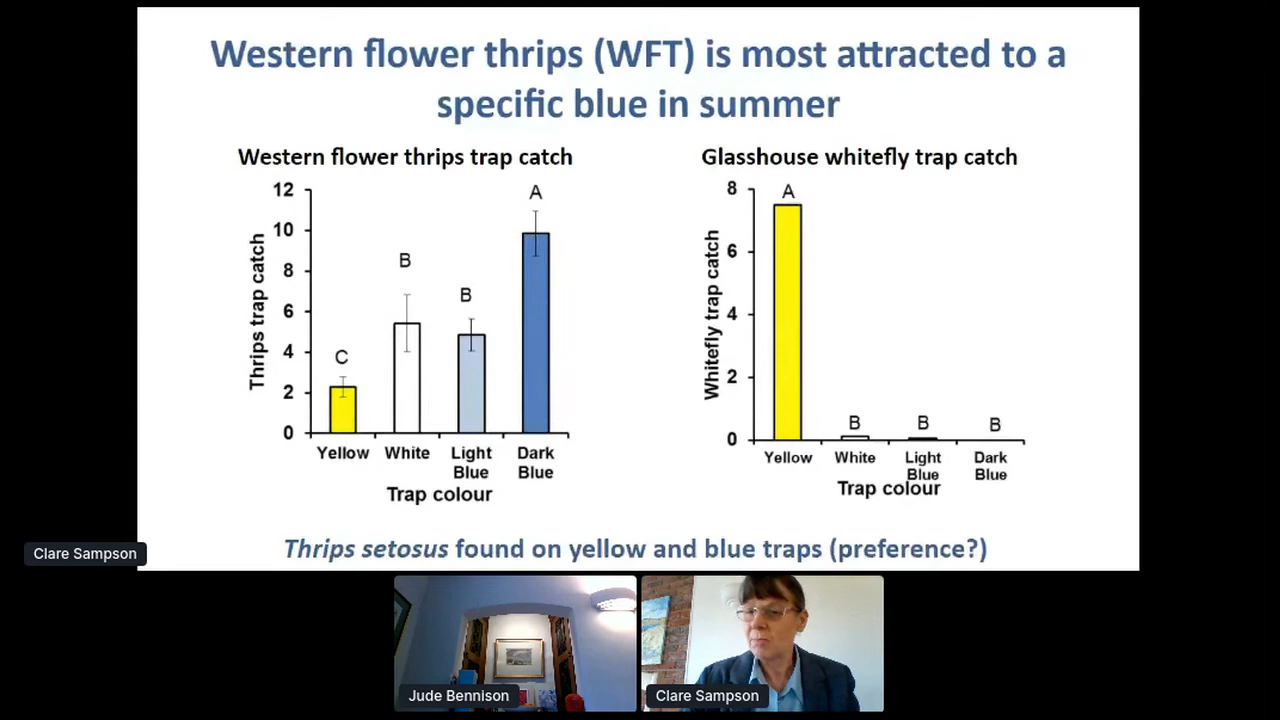 Western flower thrips (WFT) is most attracted to a
specific blue in summer
Western flower thrips trap catch
Thrips trap catch
12
10
8
6
4
2
0
C
B
B
A
Yellow
White
Light
Blue
Dark
Blue
Trap colour
Glasshouse whitefly trap catch
Whitefly trap catch
8
6
4
2
0
A
B
B
B
Yellow
White
Light
Blue
Dark
Blue
Trap colour
Thrips setosus found on yellow and blue traps (preference?)
Clare Sampson
Jude Bennison
Clare Sampson